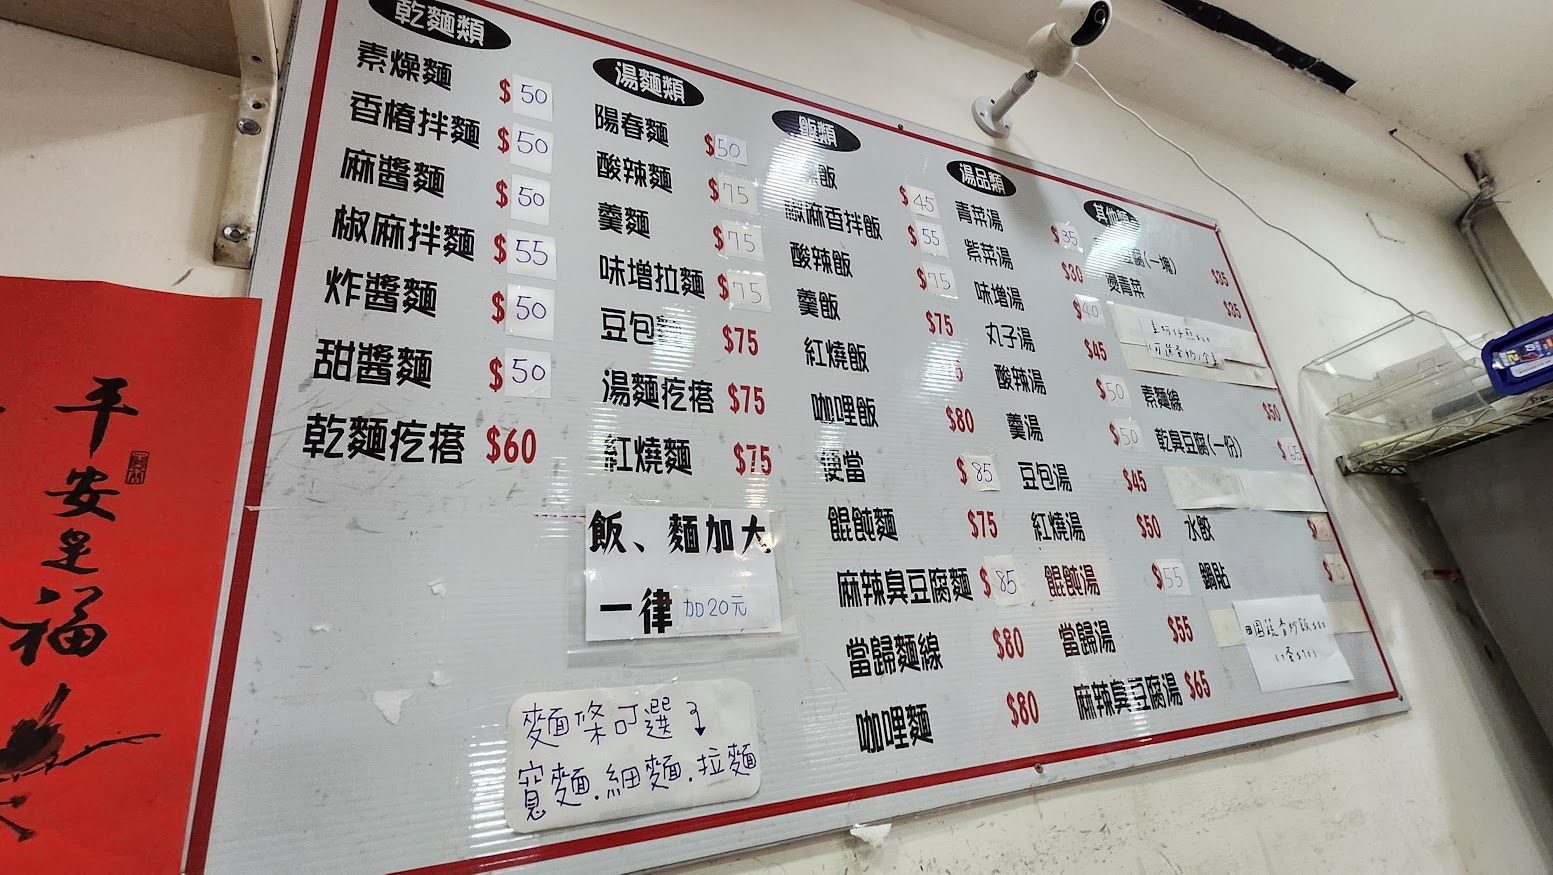 乾麵類
素燥麵 $50
香椿拌麵 $50
麻醬麵 $50
椒麻拌麵 $55
炸醬麵 $50
甜醬麵 $50
乾麵疙瘩 $60
湯麵類
陽春麵 $50
酸辣麵 $75
羹麵 $75
味增拉麵 $75
豆包麵 $75
湯麵疙瘩 $75
紅燒麵 $75
飯、麵加大
一律 加20元
麵條可選
寬麵.細麵.拉麵
飯類
飯 $45
椒麻香拌飯 $55
酸辣飯 $75
羹飯 $75
紅燒飯
咖哩飯 $80
便當 $85
餛飩麵 $75
麻辣臭豆腐麵 $85
當歸麵線 $80
咖哩麵 $80
湯品類
青菜湯 $35
紫菜湯 $30
味增湯 $40
丸子湯 $45
酸辣湯 $50
羹湯 $50
豆包湯 $45
紅燒湯 $50
餛飩湯 $55
當歸湯 $55
麻辣臭豆腐湯 $65
其他類
腐(一塊) $35
燙青菜 $35
素麵線 $50
乾臭豆腐(一份) $
水餃 $
鍋貼 $
平安是福